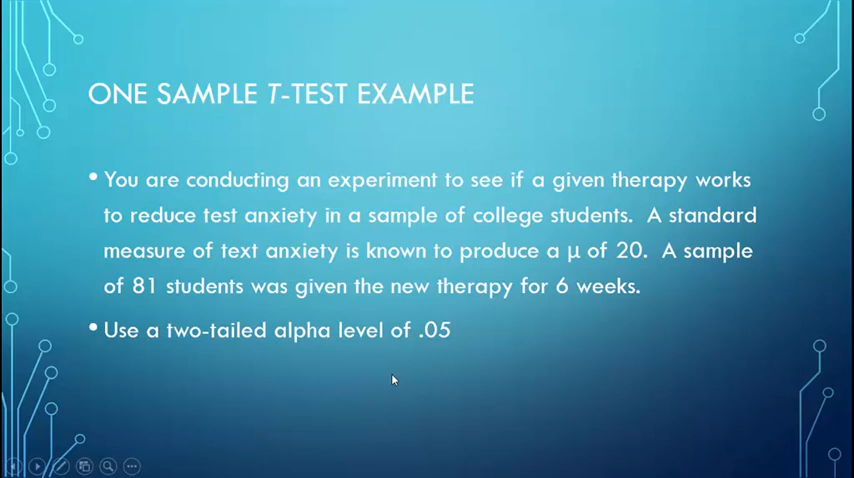 ONE SAMPLE T-TEST EXAMPLE
• You are conducting an experiment to see if a given therapy works
to reduce test anxiety in a sample of college students. A standard
measure of text anxiety is known to produce a µ of 20. A sample
of 81 students was given the new therapy for 6 weeks.
• Use a two-tailed alpha level of .05